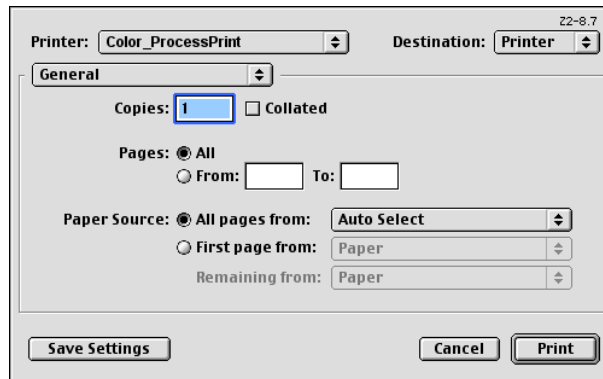 Z2-8.7
Printer: Color_ProcessPrint Destination: Printer
General
Copies: 1 Collated
Pages: All
From: To:
Paper Source: All pages from: Auto Select
First page from: Paper
Remaining from: Paper
Save Settings Cancel Print